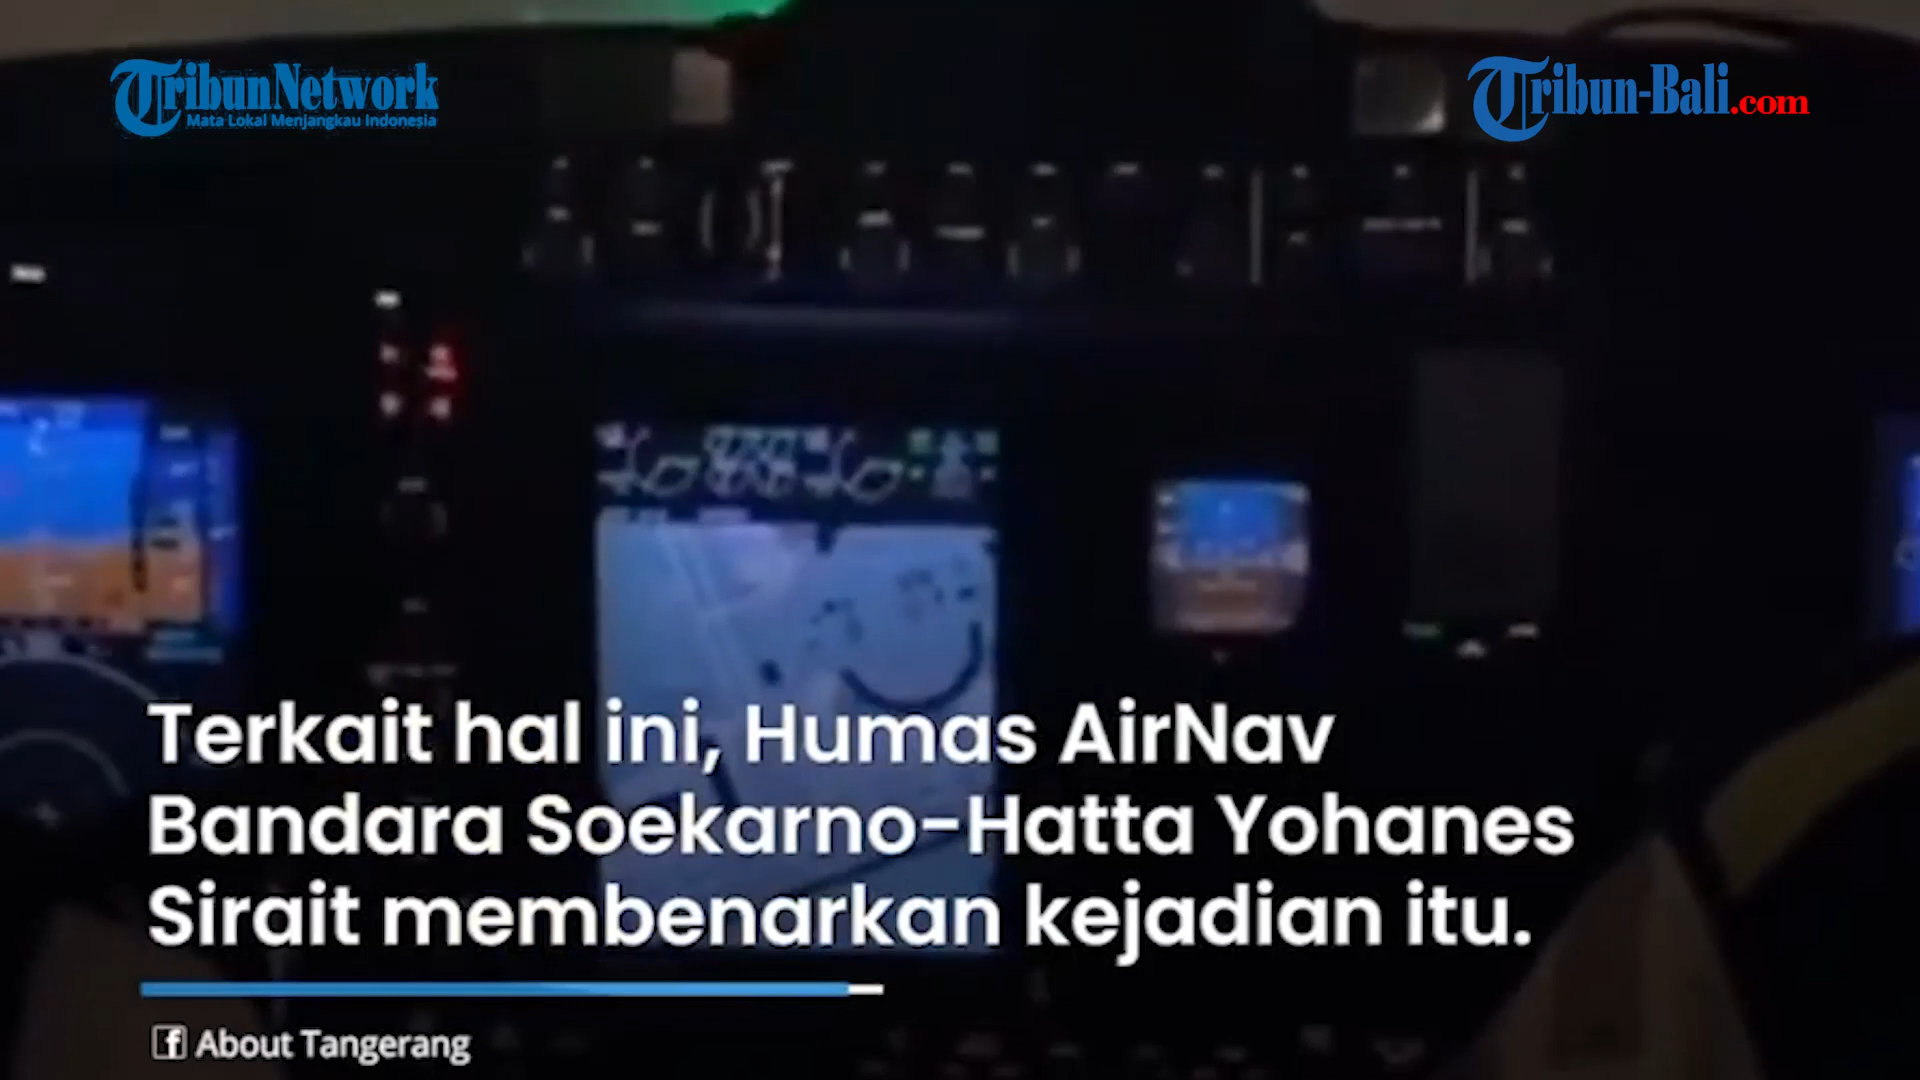 TribunNetwork
Mata Lokal Menjangkau Indonesia
Tribun-Bali.com
Terkait hal ini, Humas AirNav
Bandara Soekarno-Hatta Yohanes
Sirait membenarkan kejadian itu.
About Tangerang